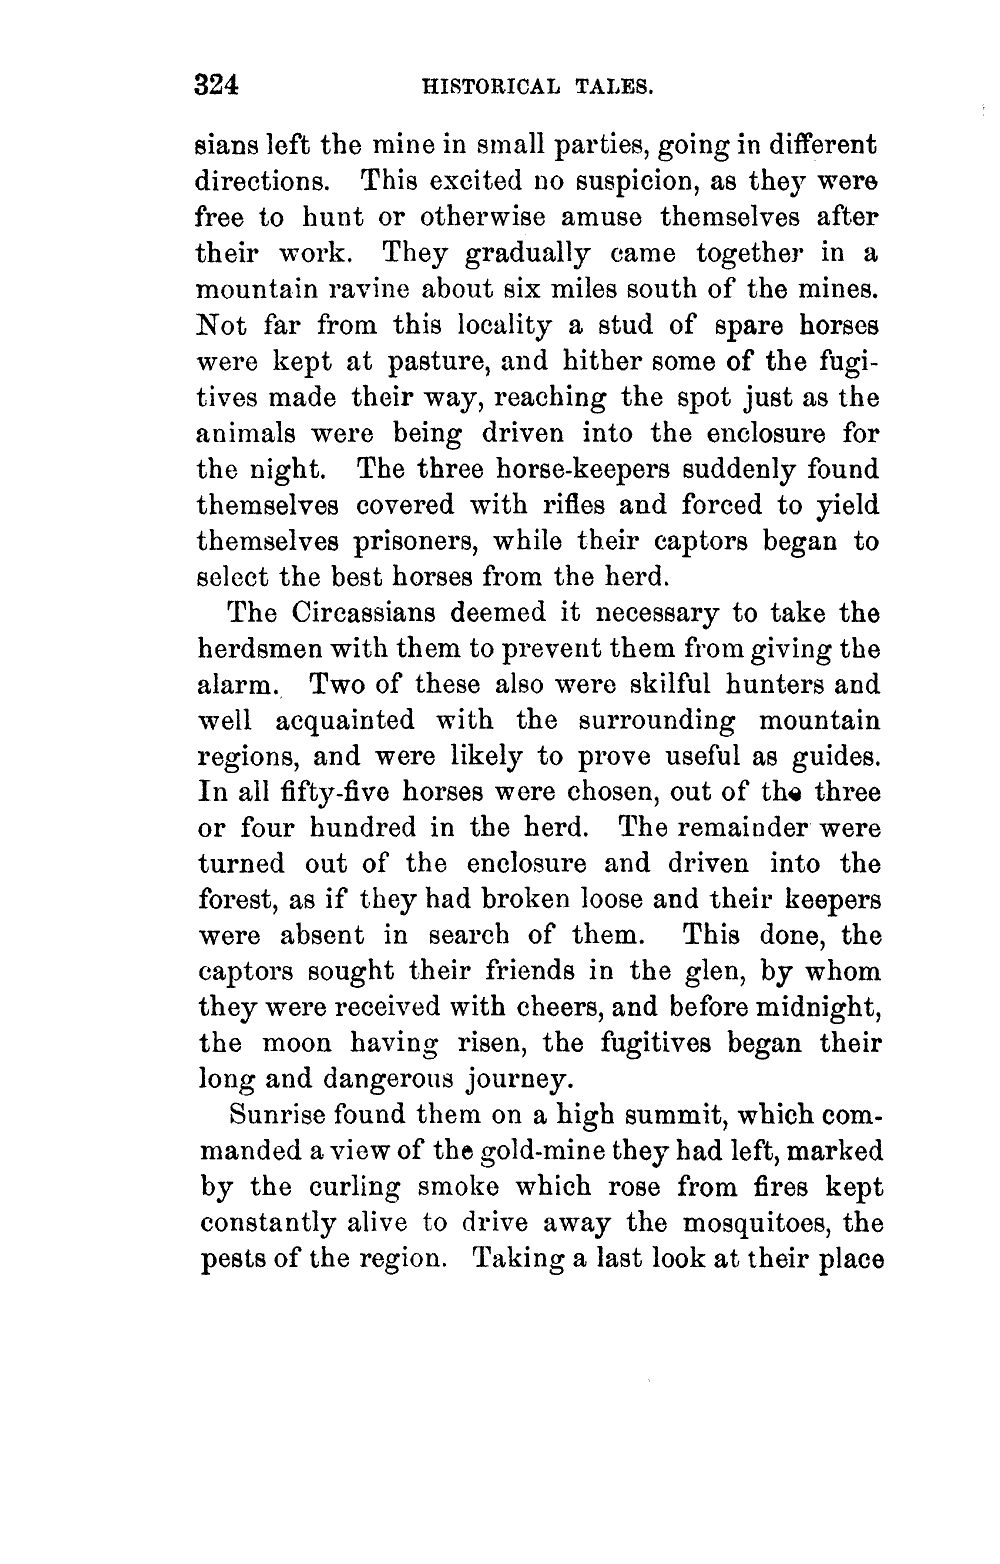 324 HISTORICAL TALES.
sians left the mine in small parties, going in different
directions. This excited no suspicion, as they were
free to hunt or otherwise amuse themselves after
their work. They gradually came together in a
mountain ravine about six miles south of the mines.
Not far from this locality a stud of spare horses
were kept at pasture, and hither some of the fugi-
tives made their way, reaching the spot just as the
animals were being driven into the enclosure for
the night. The three horse-keepers suddenly found
themselves covered with rifles and forced to yield
themselves prisoners, while their captors began to
select the best horses from the herd.
The Circassians deemed it necessary to take the
herdsmen with them to prevent them from giving the
alarm. Two of these also were skilful hunters and
well acquainted with the surrounding mountain
regions, and were likely to prove useful as guides.
In all fifty-five horses were chosen, out of the three
or four hundred in the herd. The remainder were
turned out of the enclosure and driven into the
forest, as if they had broken loose and their keepers
were absent in search of them. This done, the
captors sought their friends in the glen, by whom
they were received with cheers, and before midnight,
the moon having risen, the fugitives began their
long and dangerous journey.
Sunrise found them on a high summit, which com-
manded a view of the gold-mine they had left, marked
by the curling smoke which rose from fires kept
constantly alive to drive away the mosquitoes, the
pests of the region. Taking a last look at their place